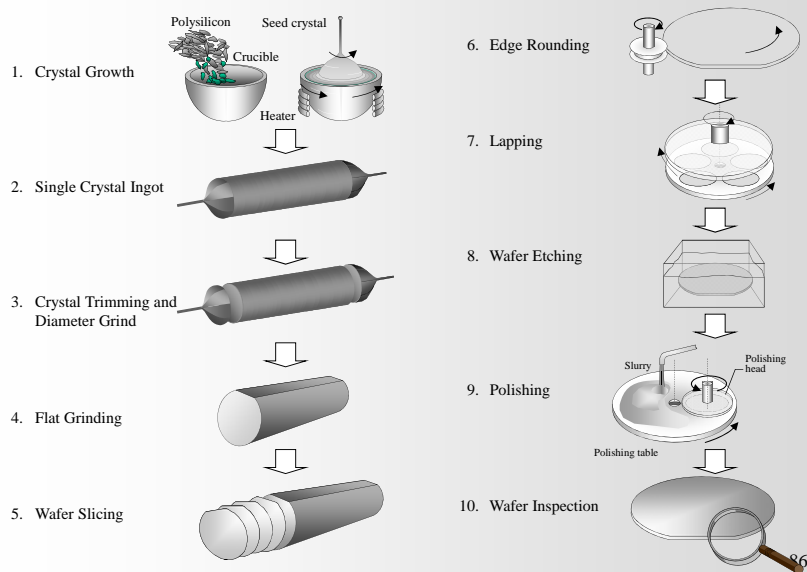 Polysilicon
Seed crystal
Crucible
1. Crystal Growth
Heater
2. Single Crystal Ingot
3. Crystal Trimming and
Diameter Grind
4. Flat Grinding
5. Wafer Slicing
6. Edge Rounding
7. Lapping
8. Wafer Etching
Slurry
Polishing
head
9. Polishing
Polishing table
10. Wafer Inspection
86